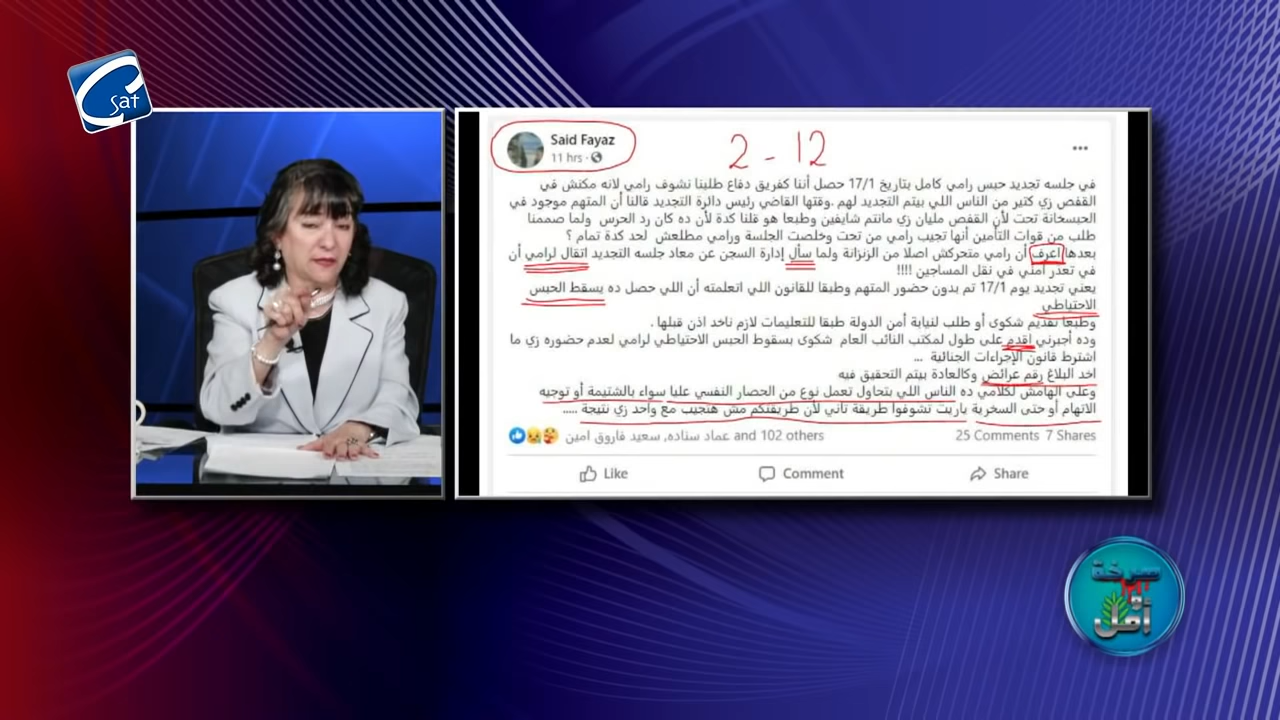 C Sat
Said Fayaz
11 hrs ·
2 - 12
في جلسه تجديد حبس رامي كامل بتاريخ 17/1 حصل أننا كفريق دفاع طلبنا نشوف رامي لانه مكنش في
القفص زي كتير من الناس اللي بيتم التجديد لهم .وقتها القاضي رئيس دائرة التجديد قالنا أن المتهم موجود في
الحبسخانة تحت لأن القفص مليان زي مانتم شايفين وطبعا هو قلنا كدة لأن ده كان رد الحرس ولما صممنا
طلب من قوات التأمين أنها تجيب رامي من تحت وخلصت الجلسة ورامي مطلعش لحد كدة تمام ؟
بعدها اعرف أن رامي متحركش اصلا من الزنزانة ولما سأل إدارة السجن عن معاد جلسه التجديد اتقال لرامي أن
في تعذر امني في نقل المساجين !!!!
يعني تجديد يوم 17/1 تم بدون حضور المتهم وطبقا للقانون اللي اتعلمته أن اللي حصل ده يسقط الحبس
الاحتياطي
وطبعا تقديم شكوى أو طلب لنيابة أمن الدولة طبقا للتعليمات لازم ناخد اذن قبلها .
وده أجبرني اقدم على طول لمكتب النائب العام شكوى بسقوط الحبس الاحتياطي لرامي لعدم حضوره زي ما
اشترط قانون الإجراءات الجنائية ...
اخد البلاغ رقم عرائض وكالعادة بيتم التحقيق فيه
وعلى الهامش لكلامي ده الناس اللي بتحاول تعمل نوع من الحصار النفسي عليا سواء بالشتيمة أو توجيه
الاتهام أو حتى السخرية ياريت تشوفوا طريقة تاني لأن طريقتكم مش هتجيب مع واحد زي نتيجة .....
عماد ستاده, سعيد فاروق امين and 102 others
25 Comments 7 Shares
Like Comment Share
صرخة
و
أمل